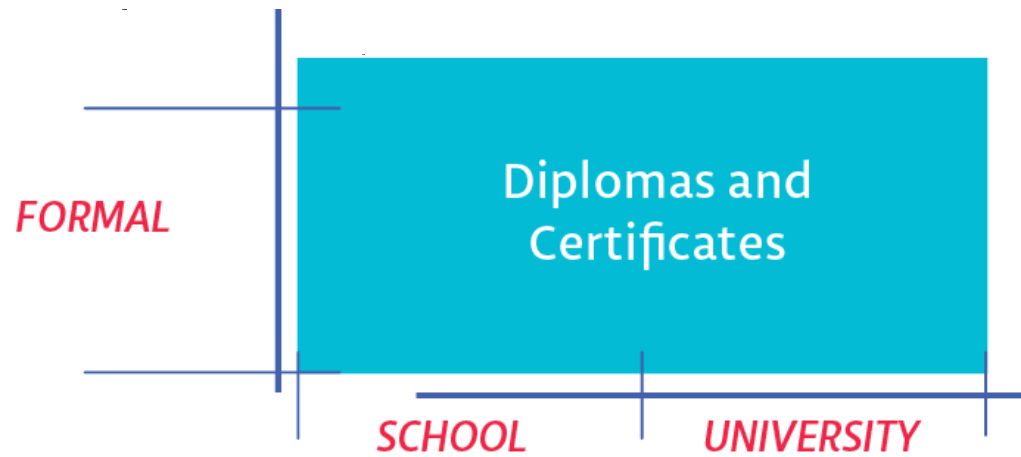 Diplomas and
Certificates
FORMAL
SCHOOL
UNIVERSITY